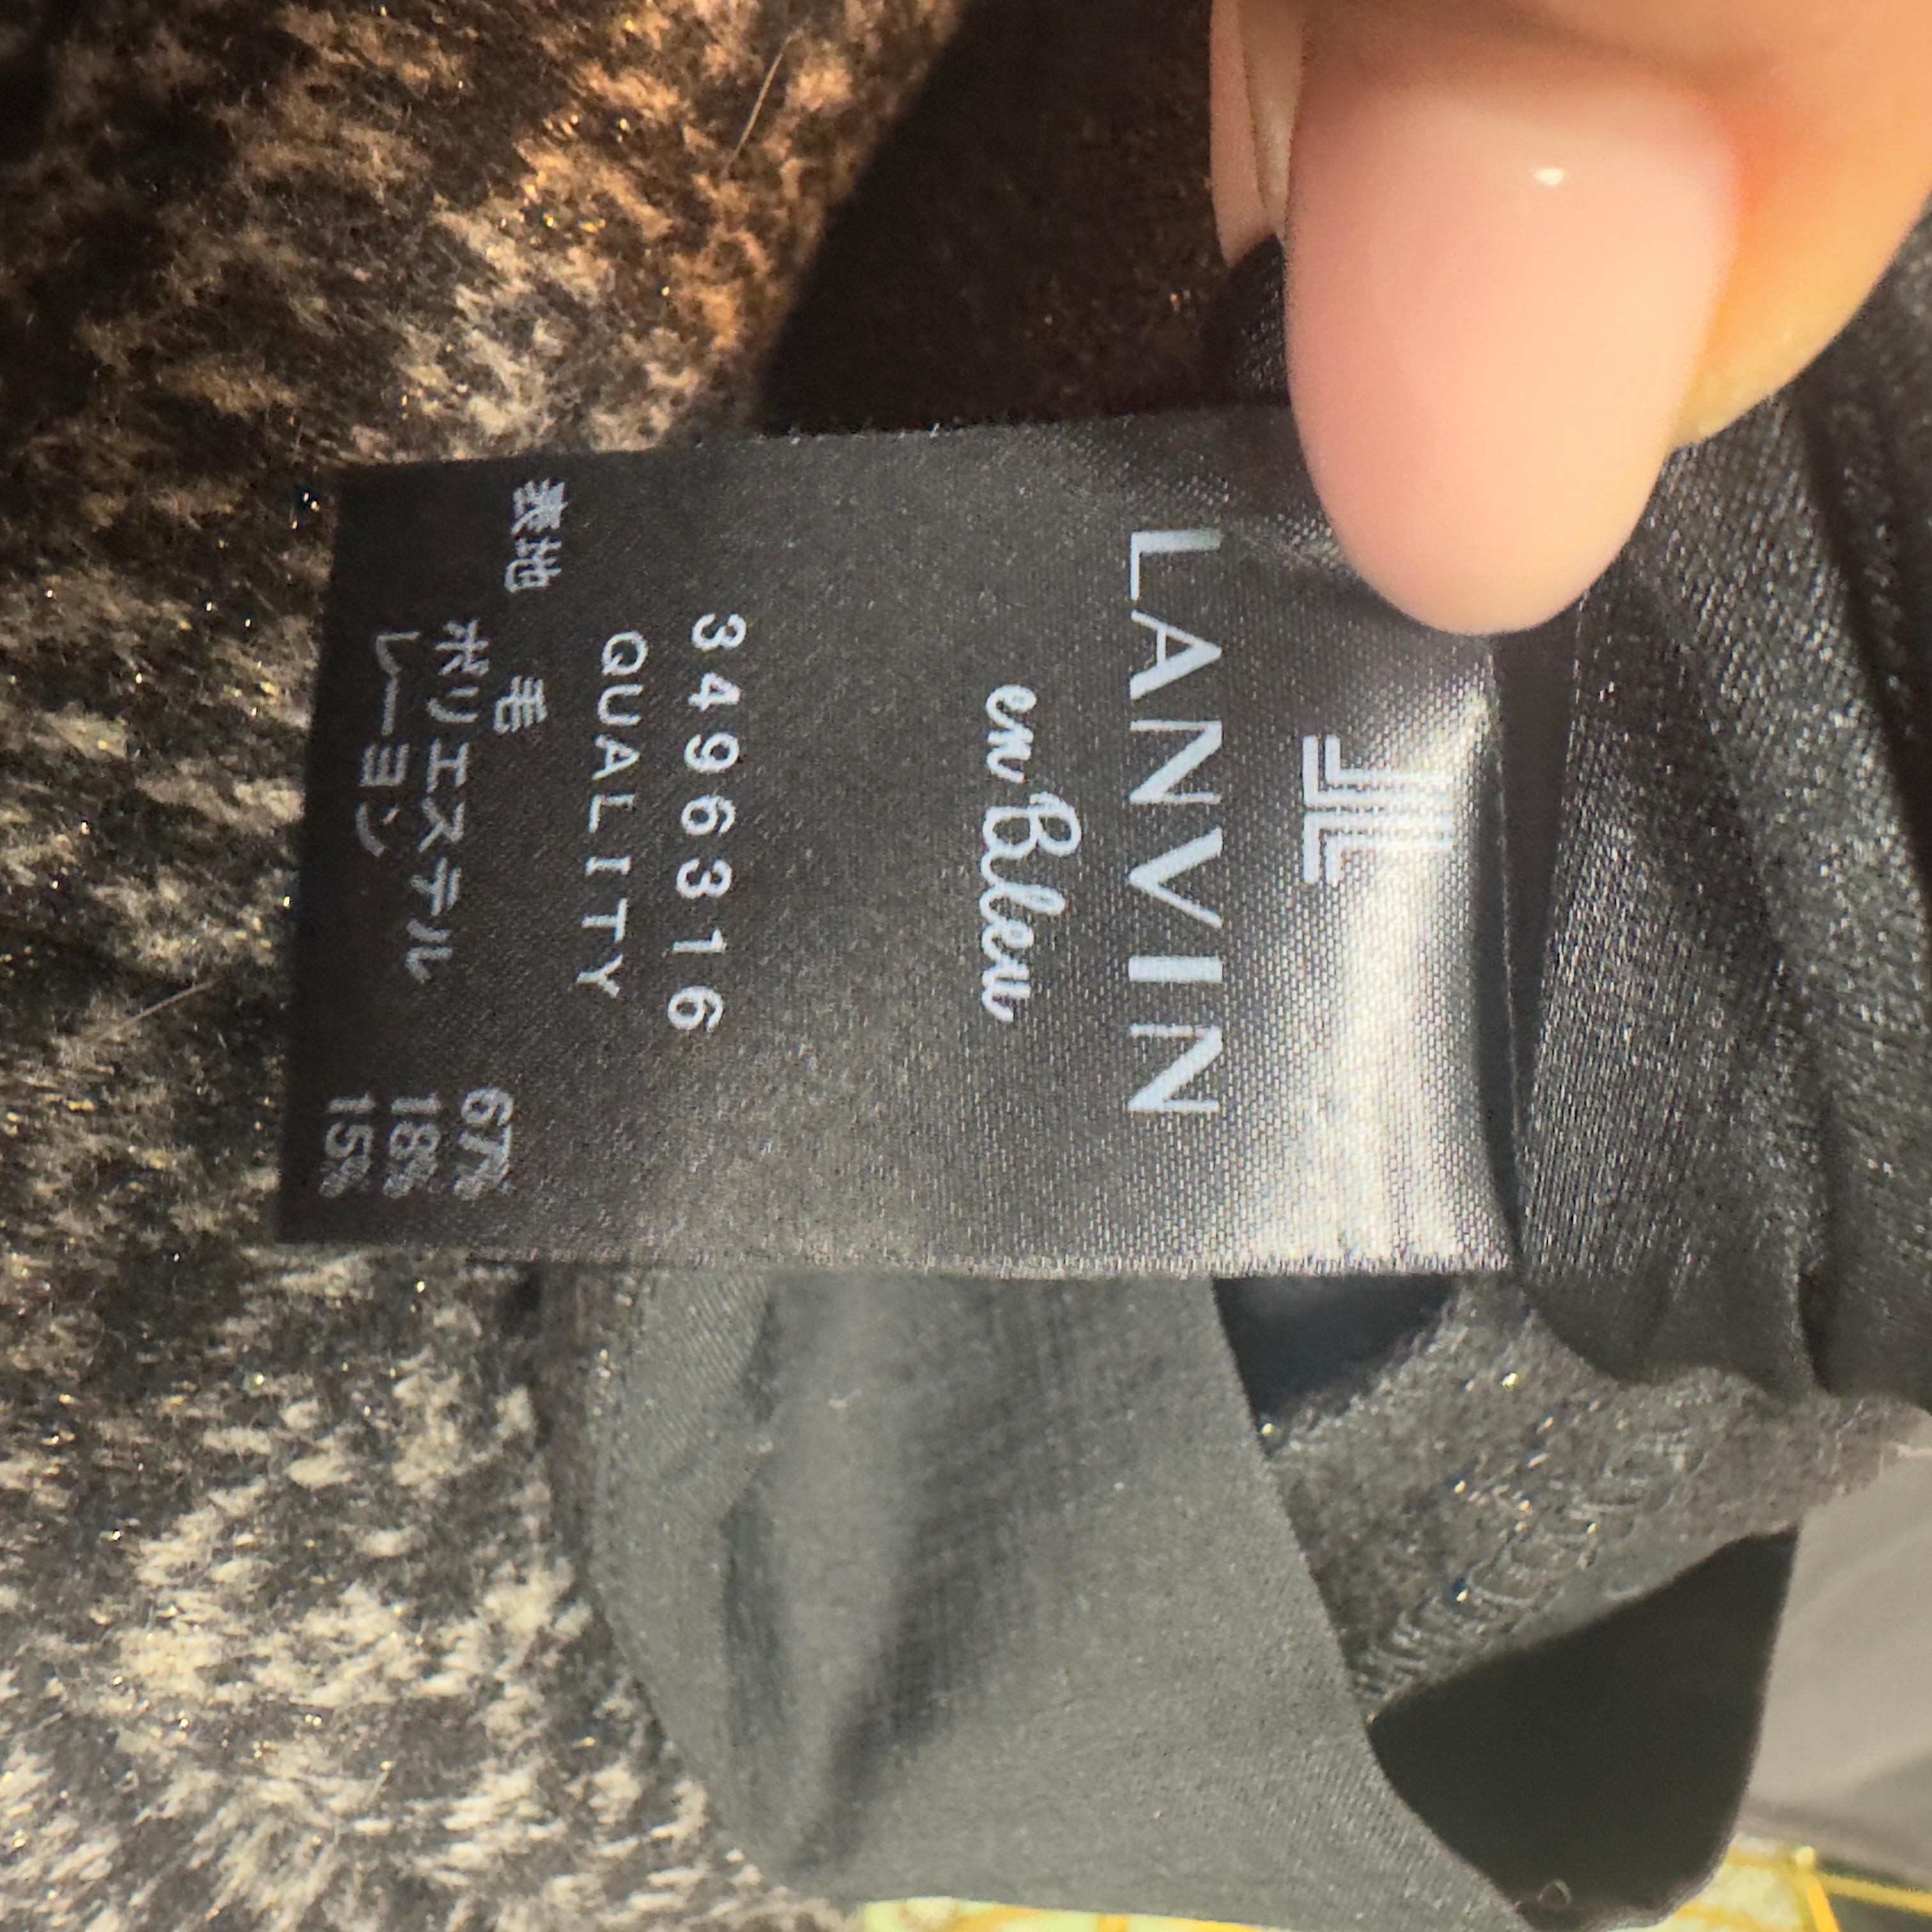 LANVIN
en Bleu
3496316
QUALITY
表地
毛 67%
ポリエステル 18%
レーヨン 15%